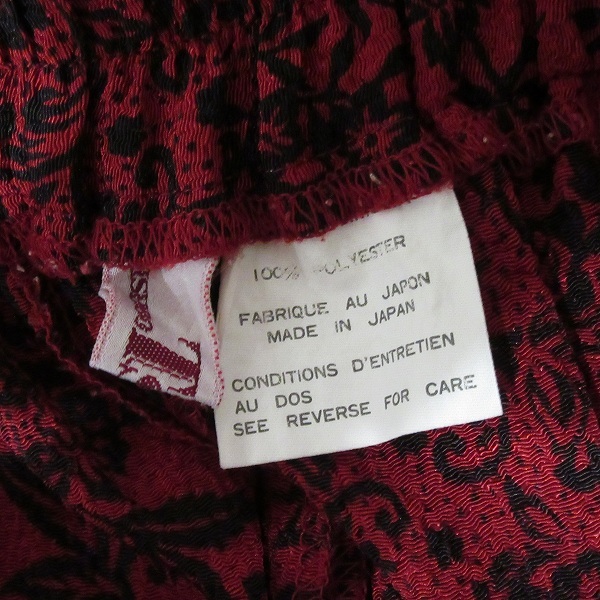 100% POLYESTER
FABRIQUE AU JAPON
MADE IN JAPAN
CONDITIONS D'ENTRETIEN
AU DOS
SEE REVERSE FOR CARE